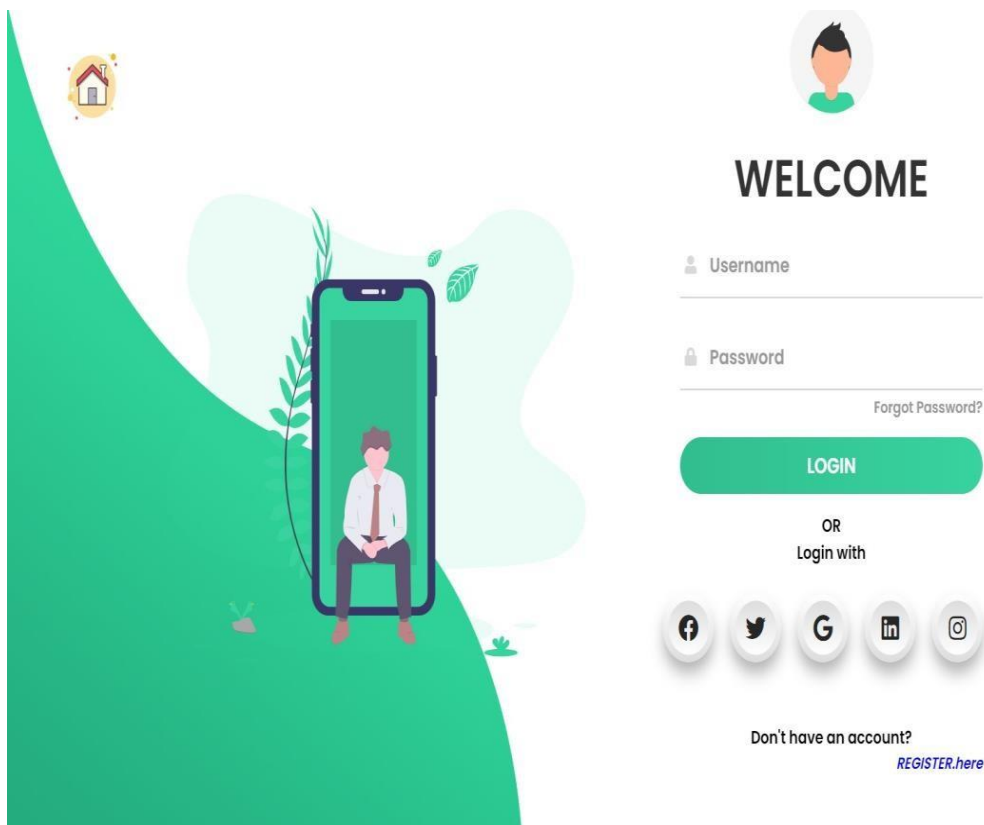 WELCOME
Username
Password
Forgot Password?
LOGIN
OR
Login with
Don't have an account?
REGISTER.here